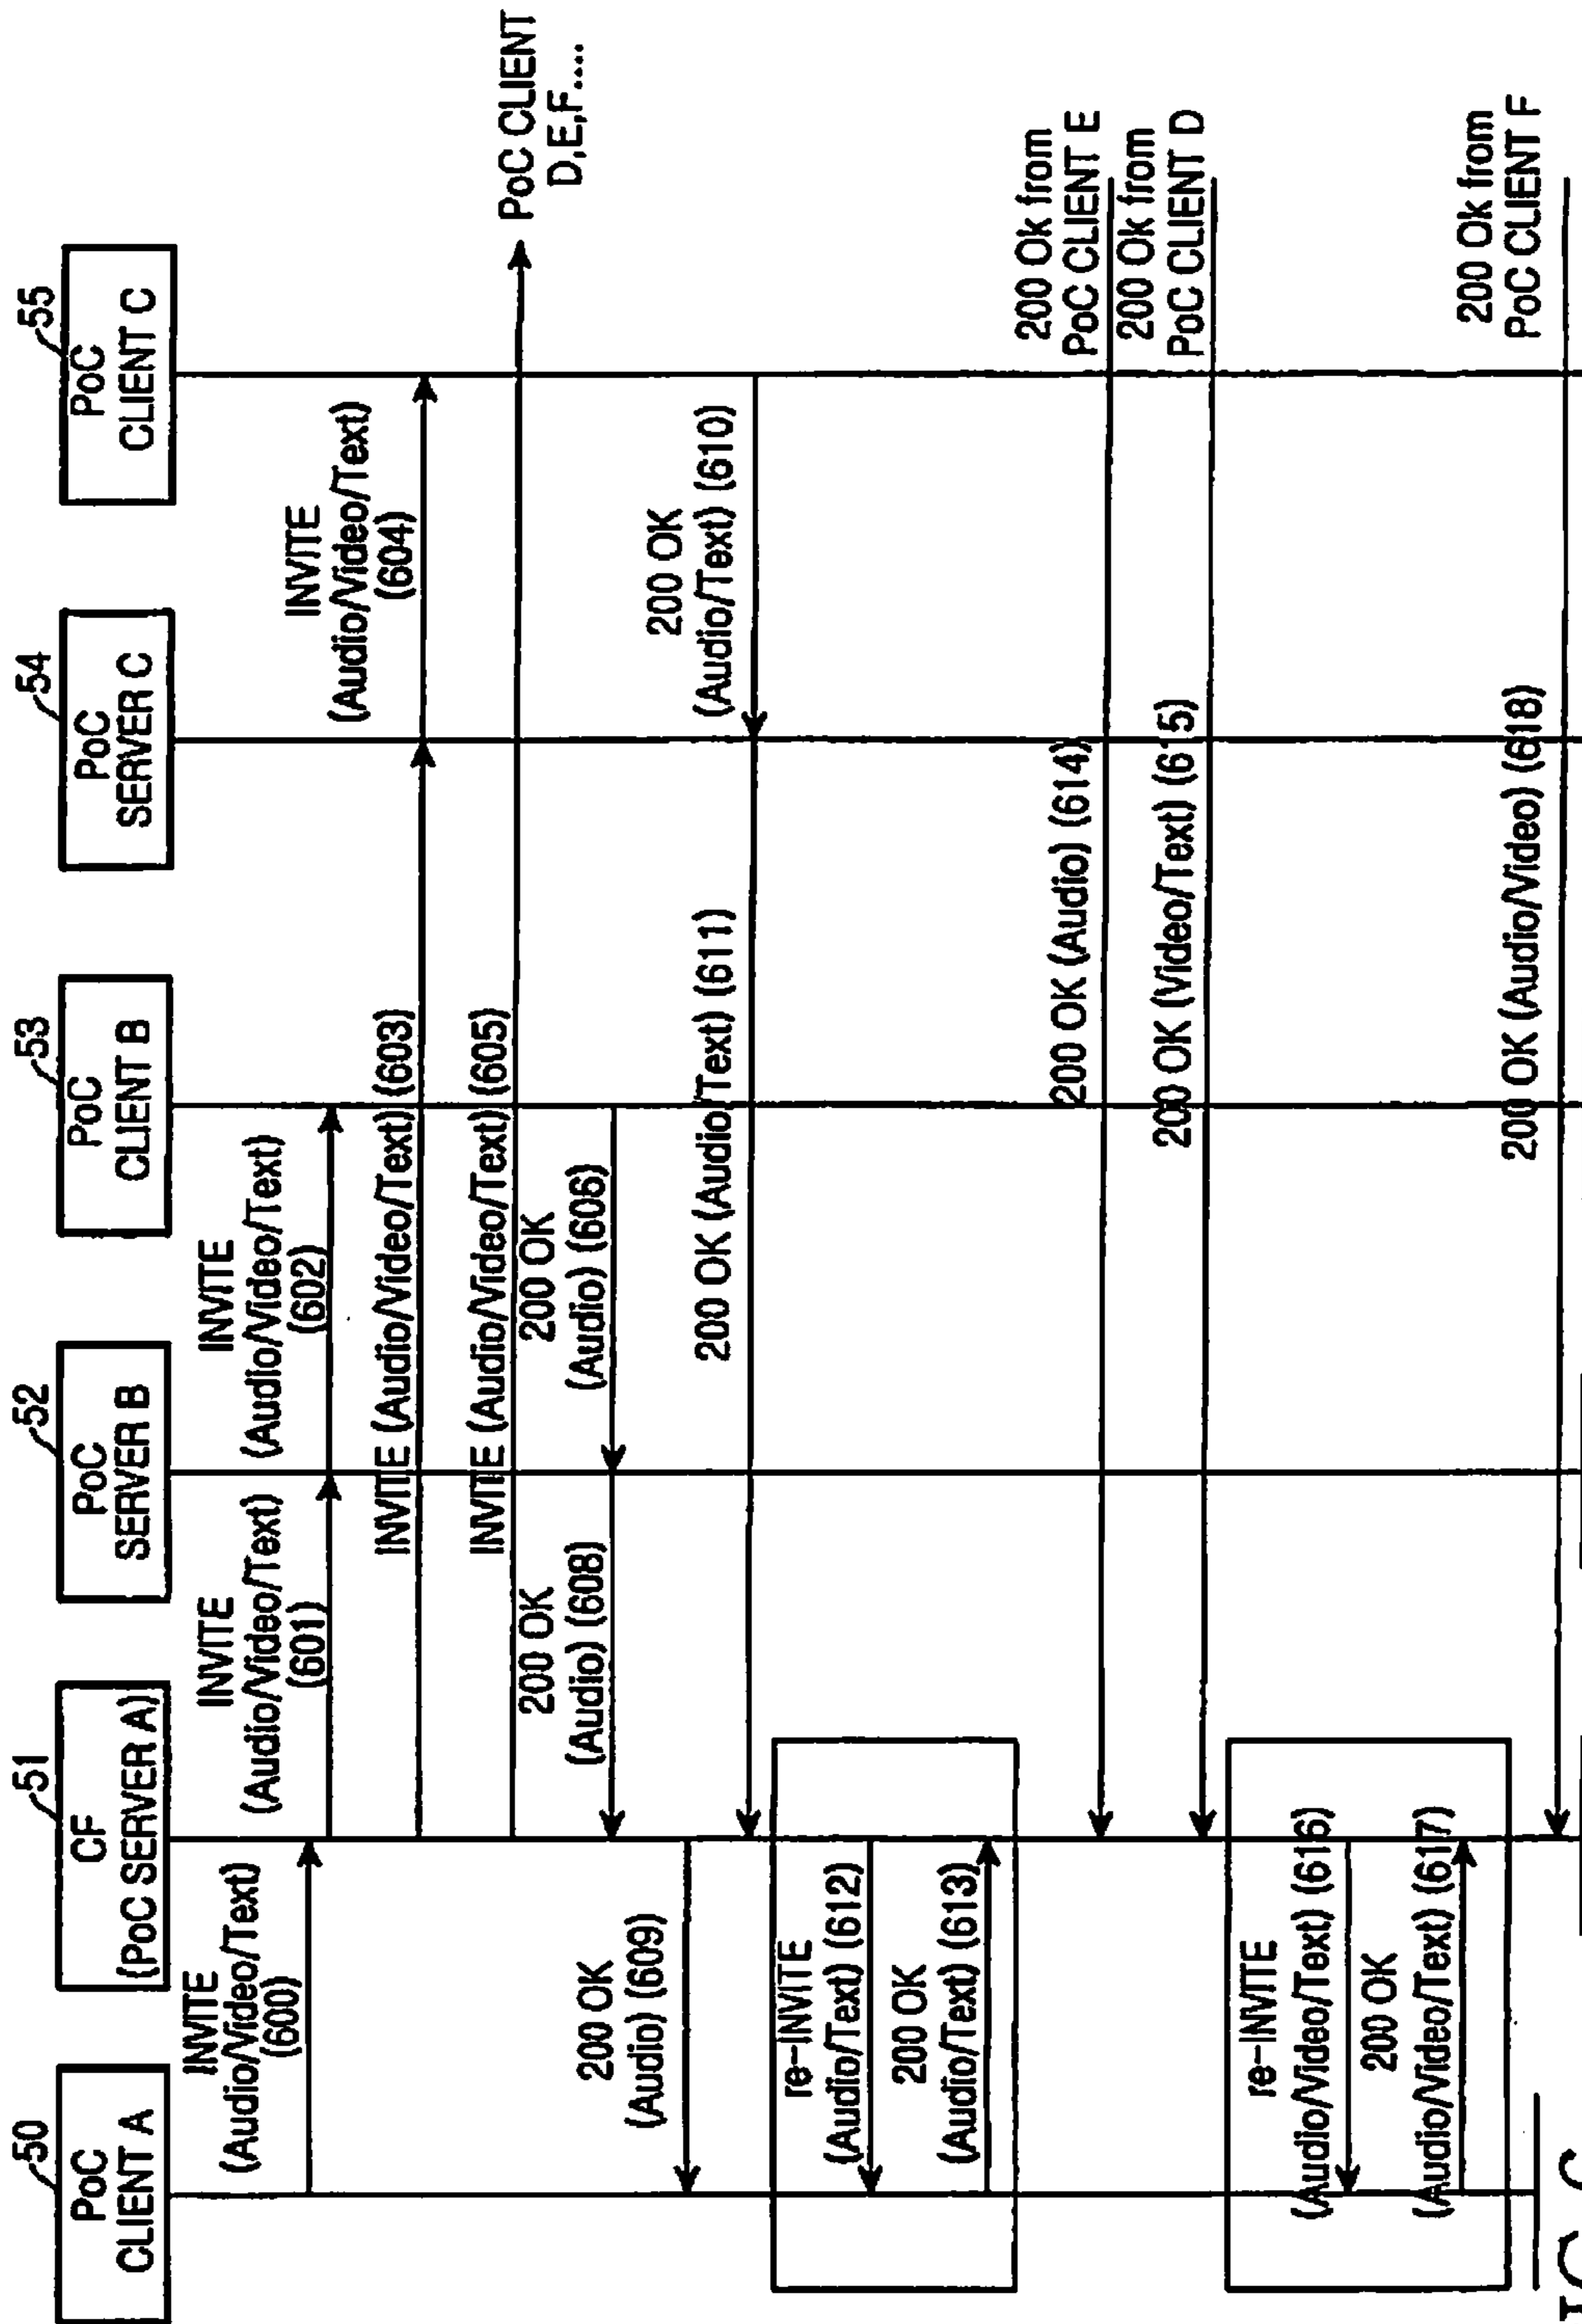 50
PoC
CLIENT A
51
CF
(PoC SERVER A)
52
PoC
SERVER B
53
PoC
CLIENT B
54
PoC
SERVER C
55
PoC
CLIENT C
INVITE
(Audio/Video/Text)
(600)
INVITE
(Audio/Video/Text)
(601)
INVITE
(Audio/Video/Text)
(602)
INVITE (Audio/Video/Text) (603)
INVITE
(Audio/Video/Text)
(604)
INVITE (Audio/Video/Text) (605)
PoC CLIENT
D,E,F....
200 OK
(Audio) (606)
200 OK
(Audio) (608)
200 OK
(Audio) (609)
200 OK
(Audio/Text) (610)
200 OK (Audio/Text) (611)
re-INVITE
(Audio/Text) (612)
200 OK
(Audio/Text) (613)
200 Ok from
PoC CLIENT E
200 OK (Audio) (614)
200 Ok from
PoC CLIENT D
200 OK (Video/Text) (615)
re-INVITE
(Audio/Video/Text) (616)
200 OK
(Audio/Video/Text) (617)
200 Ok from
PoC CLIENT F
200 OK (Audio/Video) (618)